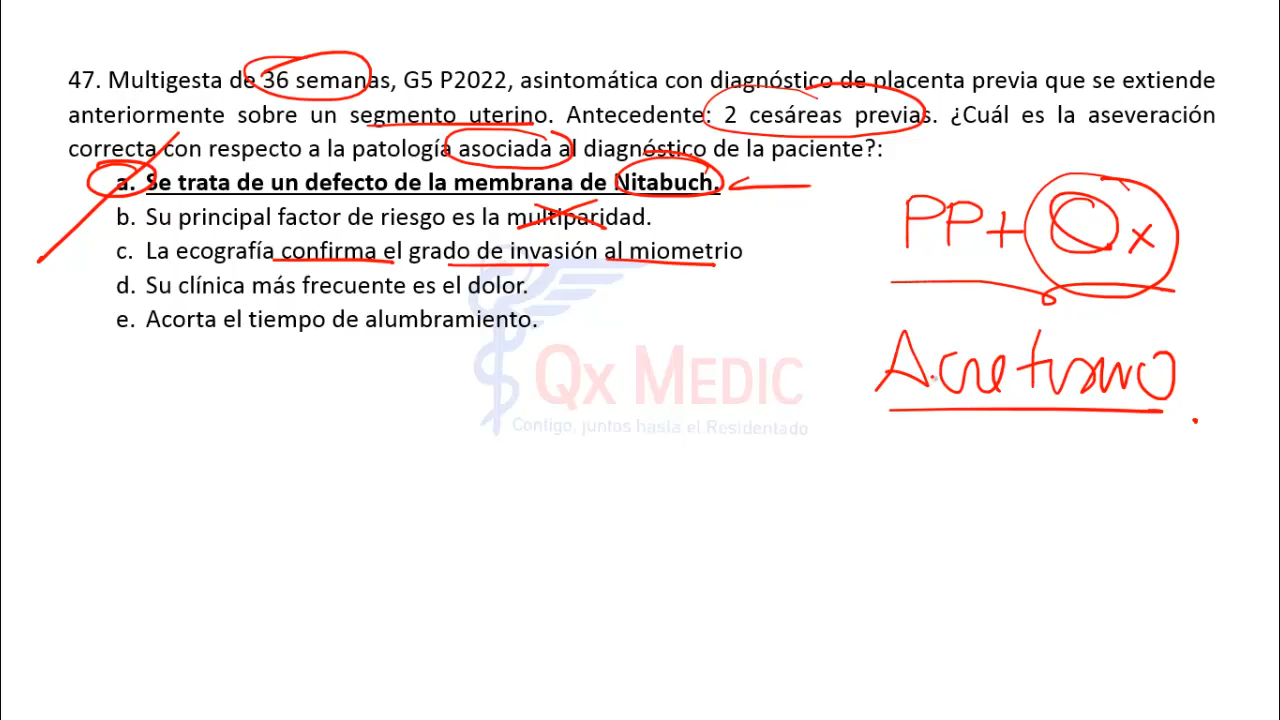 47. Multigesta de 36 semanas, G5 P2022, asintomática con diagnóstico de placenta previa que se extiende
anteriormente sobre un segmento uterino. Antecedente: 2 cesáreas previas. ¿Cuál es la aseveración
correcta con respecto a la patología asociada al diagnóstico de la paciente?:
a. Se trata de un defecto de la membrana de Nitabuch.
b. Su principal factor de riesgo es la multiparidad.
c. La ecografía confirma el grado de invasión al miometrio
d. Su clínica más frecuente es el dolor.
e. Acorta el tiempo de alumbramiento.
PP + Qx
Acretismo
Qx MEDIC
Contigo, juntos hasta el Residentado